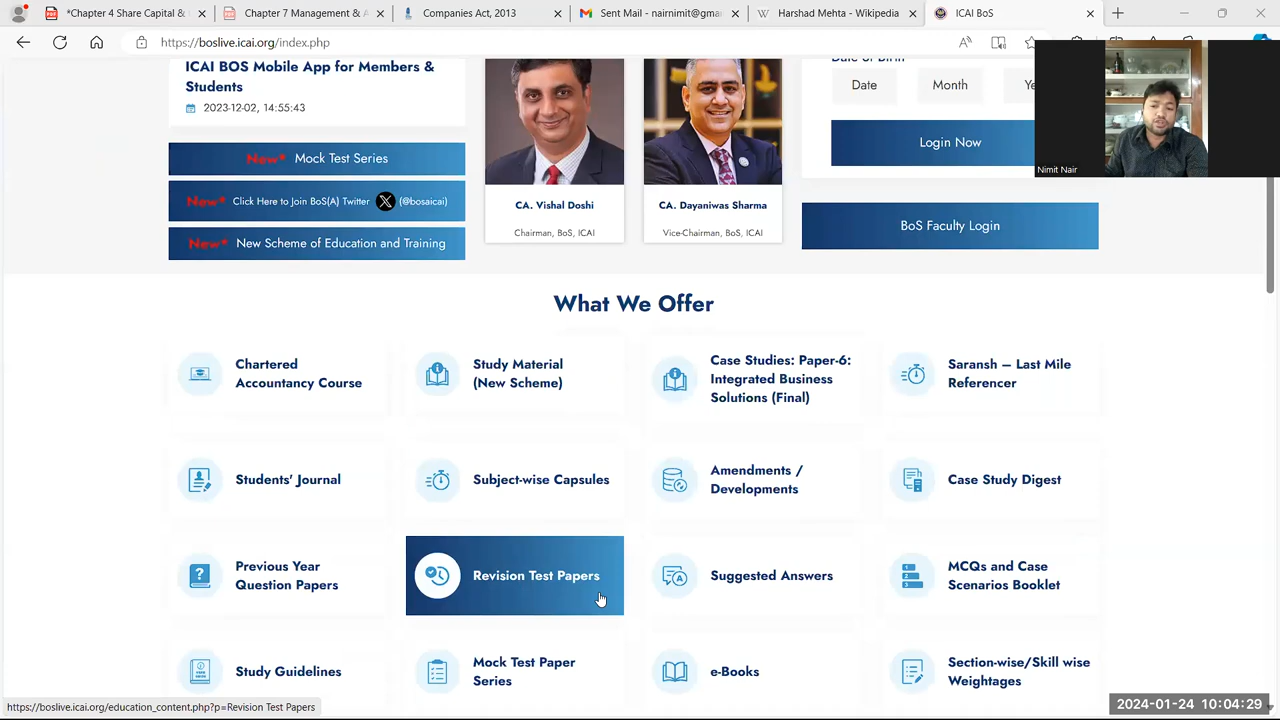 *Chapter 4 Share Capital &
Chapter 7 Management & A
Companies Act, 2013
Sent Mail - narnimit@gma
Harshad Mehta - Wikipedia
ICAI BoS
https://boslive.icai.org/index.php
ICAI BOS Mobile App for Members &
Students
2023-12-02, 14:55:43
New* Mock Test Series
New* Click Here to Join BoS(A) Twitter X (@bosaicai)
New* New Scheme of Education and Training
CA. Vishal Doshi
Chairman, BoS, ICAI
CA. Dayaniwas Sharma
Vice-Chairman, BoS, ICAI
Date of Birth
Date
Month
Login Now
BoS Faculty Login
Nimit Nair
What We Offer
Chartered
Accountancy Course
Study Material
(New Scheme)
Case Studies: Paper-6:
Integrated Business
Solutions (Final)
Saransh – Last Mile
Referencer
Students' Journal
Subject-wise Capsules
Amendments /
Developments
Case Study Digest
Previous Year
Question Papers
Revision Test Papers
Suggested Answers
MCQs and Case
Scenarios Booklet
Study Guidelines
Mock Test Paper
Series
e-Books
Section-wise/Skill wise
Weightages
https://boslive.icai.org/education_content.php?p=Revision Test Papers
2024-01-24 10:04:29